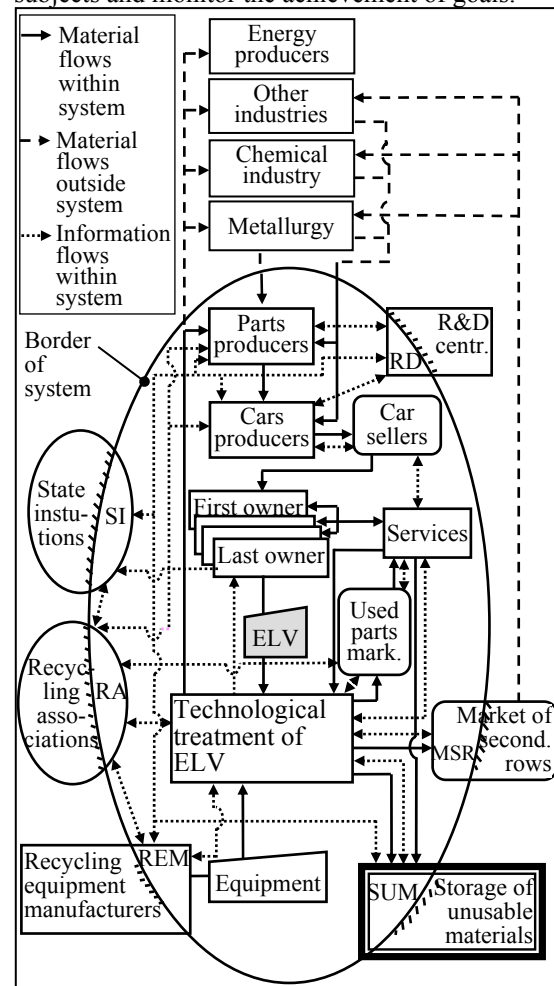 subjects and monitor the achievement of goals.
Material
flows
within
system
Material
flows
outside
system
Information
flows
within
system
Energy
producers
Other
industries
Chemical
industry
Metallurgy
Border
of
system
Parts
producers
R&D
centr.
RD
Cars
producers
Car
sellers
State
instu-
tions
SI
First owner
Last owner
Services
ELV
Used
parts
mark.
Recyc-
ling
asso-
ciations
RA
Technological
treatment of
ELV
Market of
second.
rows
MSR
Recycling
equipment
manufacturers
REM
Equipment
SUM
Storage of
unusable
materials